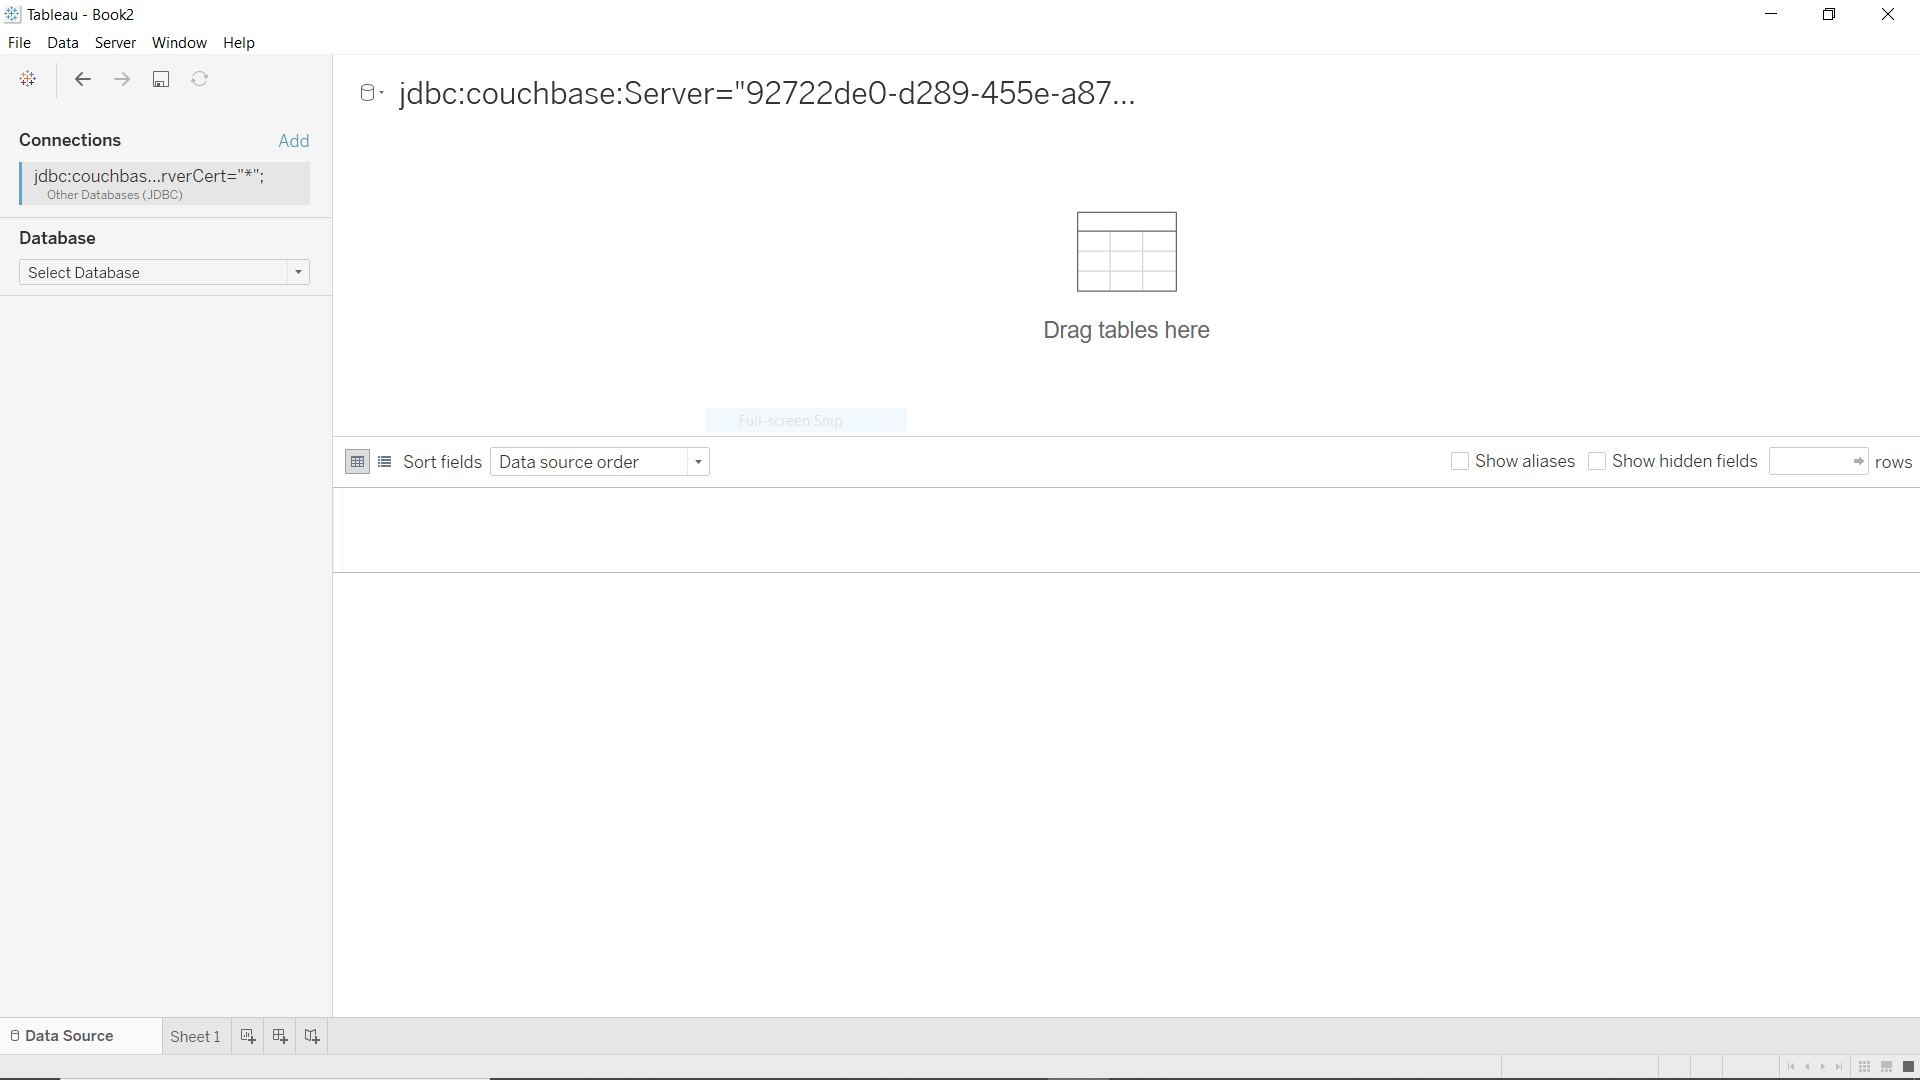 Tableau - Book2
File Data Server Window Help
Connections Add
jdbc:couchbas...rverCert="*";
Other Databases (JDBC)
Database
Select Database
jdbc:couchbase:Server="92722de0-d289-455e-a87...
Drag tables here
Full-screen Snip
Sort fields Data source order Show aliases Show hidden fields rows
Data Source Sheet 1